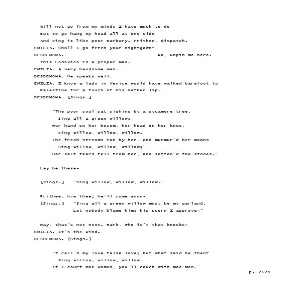 will not go from my mind; I have much to do
But to go hang my head all at one side,
And sing it like poor Barbary. Prithee, dispatch.
EMILIA. Shall I go fetch your nightgown?
DESDEMONA. No, unpin me here.
This Lodovico is a proper man.
EMILIA. A very handsome man.
DESDEMONA. He speaks well.
EMILIA. I know a lady in Venice would have walked barefoot to
Palestine for a touch of his nether lip.
DESDEMONA. [Sings.]
"The poor soul sat sighing by a sycamore tree,
Sing all a green willow;
Her hand on her bosom, her head on her knee,
Sing willow, willow, willow.
The fresh streams ran by her, and murmur'd her moans,
Sing willow, willow, willow;
Her salt tears fell from her, and soften'd the stones-"
Lay by these-
[Sings.] "Sing willow, willow, willow-"
Prithee, hie thee; he'll come anon-
[Sings.] "Sing all a green willow must be my garland.
Let nobody blame him; his scorn I approve-"
Nay, that's not next. Hark, who is't that knocks?
EMILIA. It's the wind.
DESDEMONA. [Sings.]
"I call'd my love false love; but what said he then?
Sing willow, willow, willow.
If I court moe women, you'll couch with moe men."